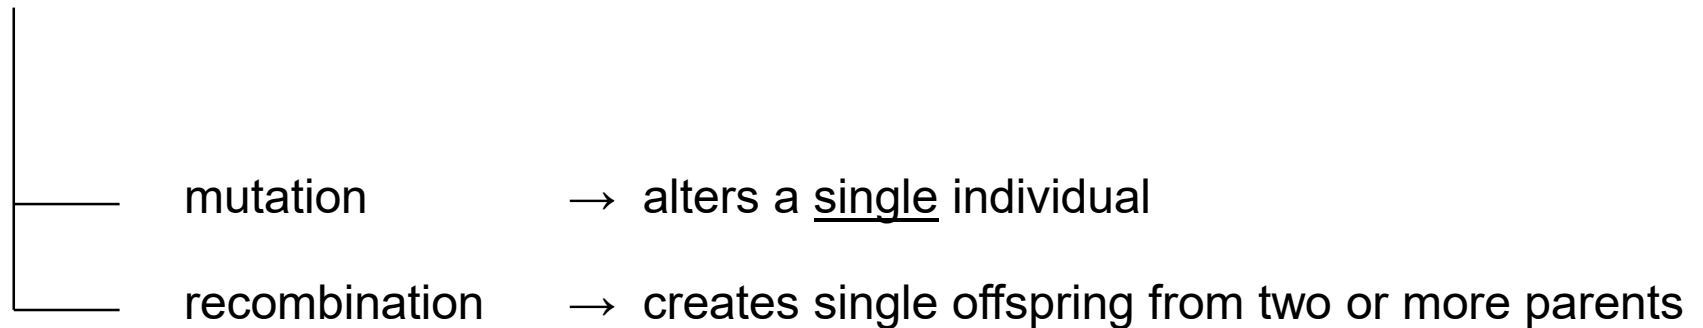 mutation → alters a single individual
recombination → creates single offspring from two or more parents